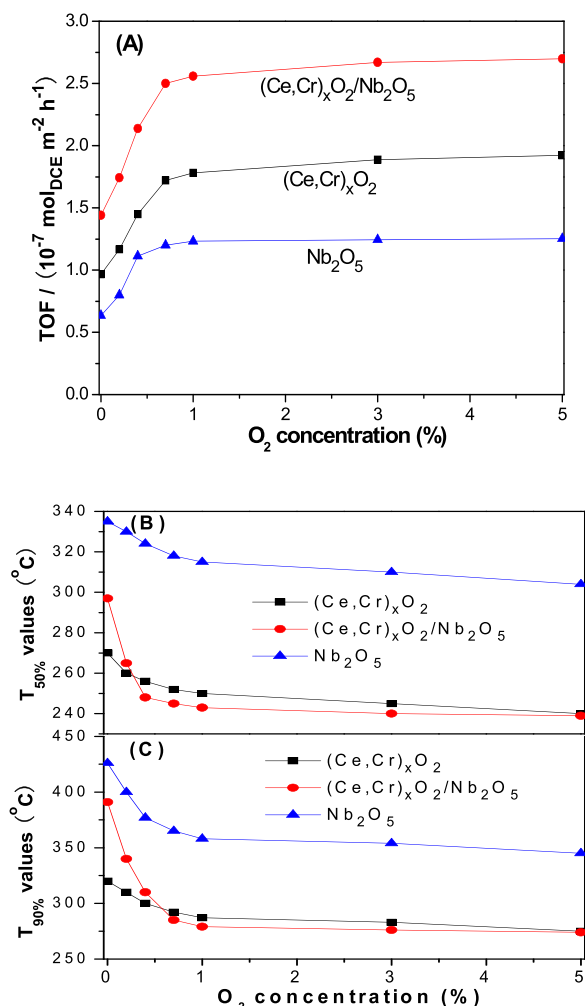 (A)
3.0
2.5
2.0
1.5
1.0
0.5
0.0
TOF / (10⁻⁷ mol_DCE m⁻² h⁻¹)
(Ce,Cr)ₓO₂/Nb₂O₅
(Ce,Cr)ₓO₂
Nb₂O₅
0 1 2 3 4 5
O₂ concentration (%)
(B)
340
320
300
280
260
240
T₅₀% values (°C)
(Ce,Cr)ₓO₂
(Ce,Cr)ₓO₂/Nb₂O₅
Nb₂O₅
(C)
450
400
350
300
250
T₉₀% values (°C)
(Ce,Cr)ₓO₂
(Ce,Cr)ₓO₂/Nb₂O₅
Nb₂O₅
0 1 2 3 4 5
O₂ concentration (%)